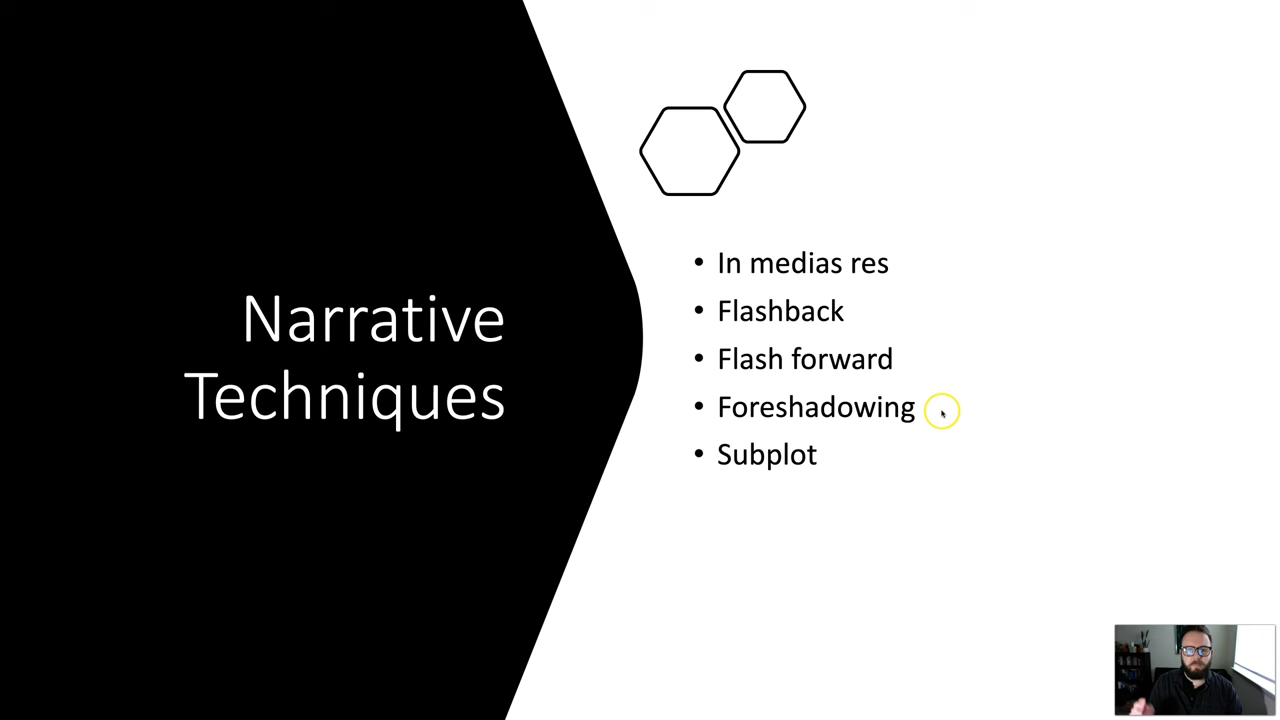 Narrative
Techniques
• In medias res
• Flashback
• Flash forward
• Foreshadowing
• Subplot